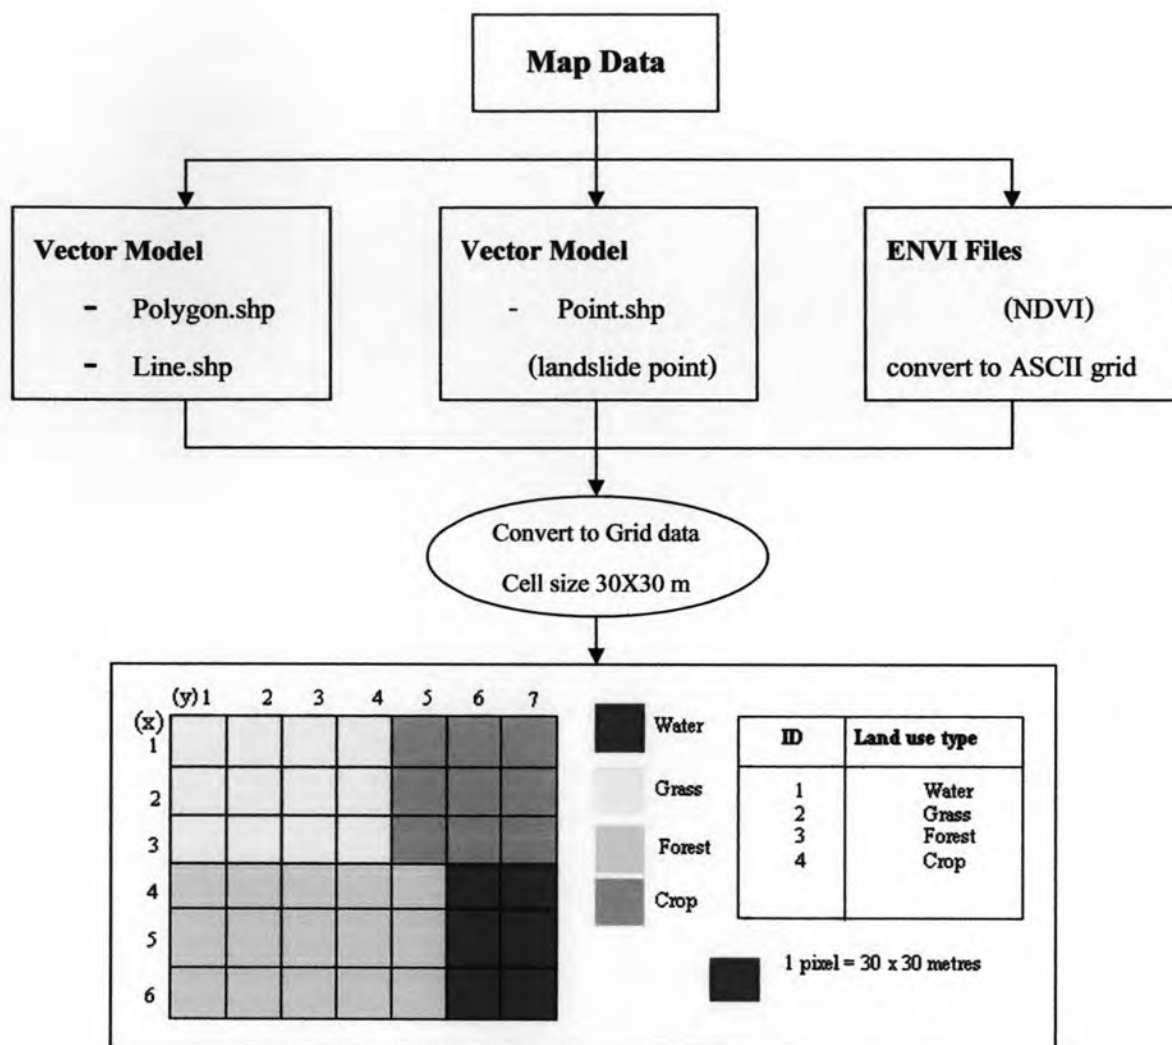 Map Data
Vector Model
- Polygon.shp
- Line.shp
Vector Model
- Point.shp
(landslide point)
ENVI Files
(NDVI)
convert to ASCII grid
Convert to Grid data
Cell size 30X30 m
(y) 1 2 3 4 5 6 7
(x)
1
2
3
4
5
6
Water
Grass
Forest
Crop
ID Land use type
1 Water
2 Grass
3 Forest
4 Crop
1 pixel = 30 x 30 metres